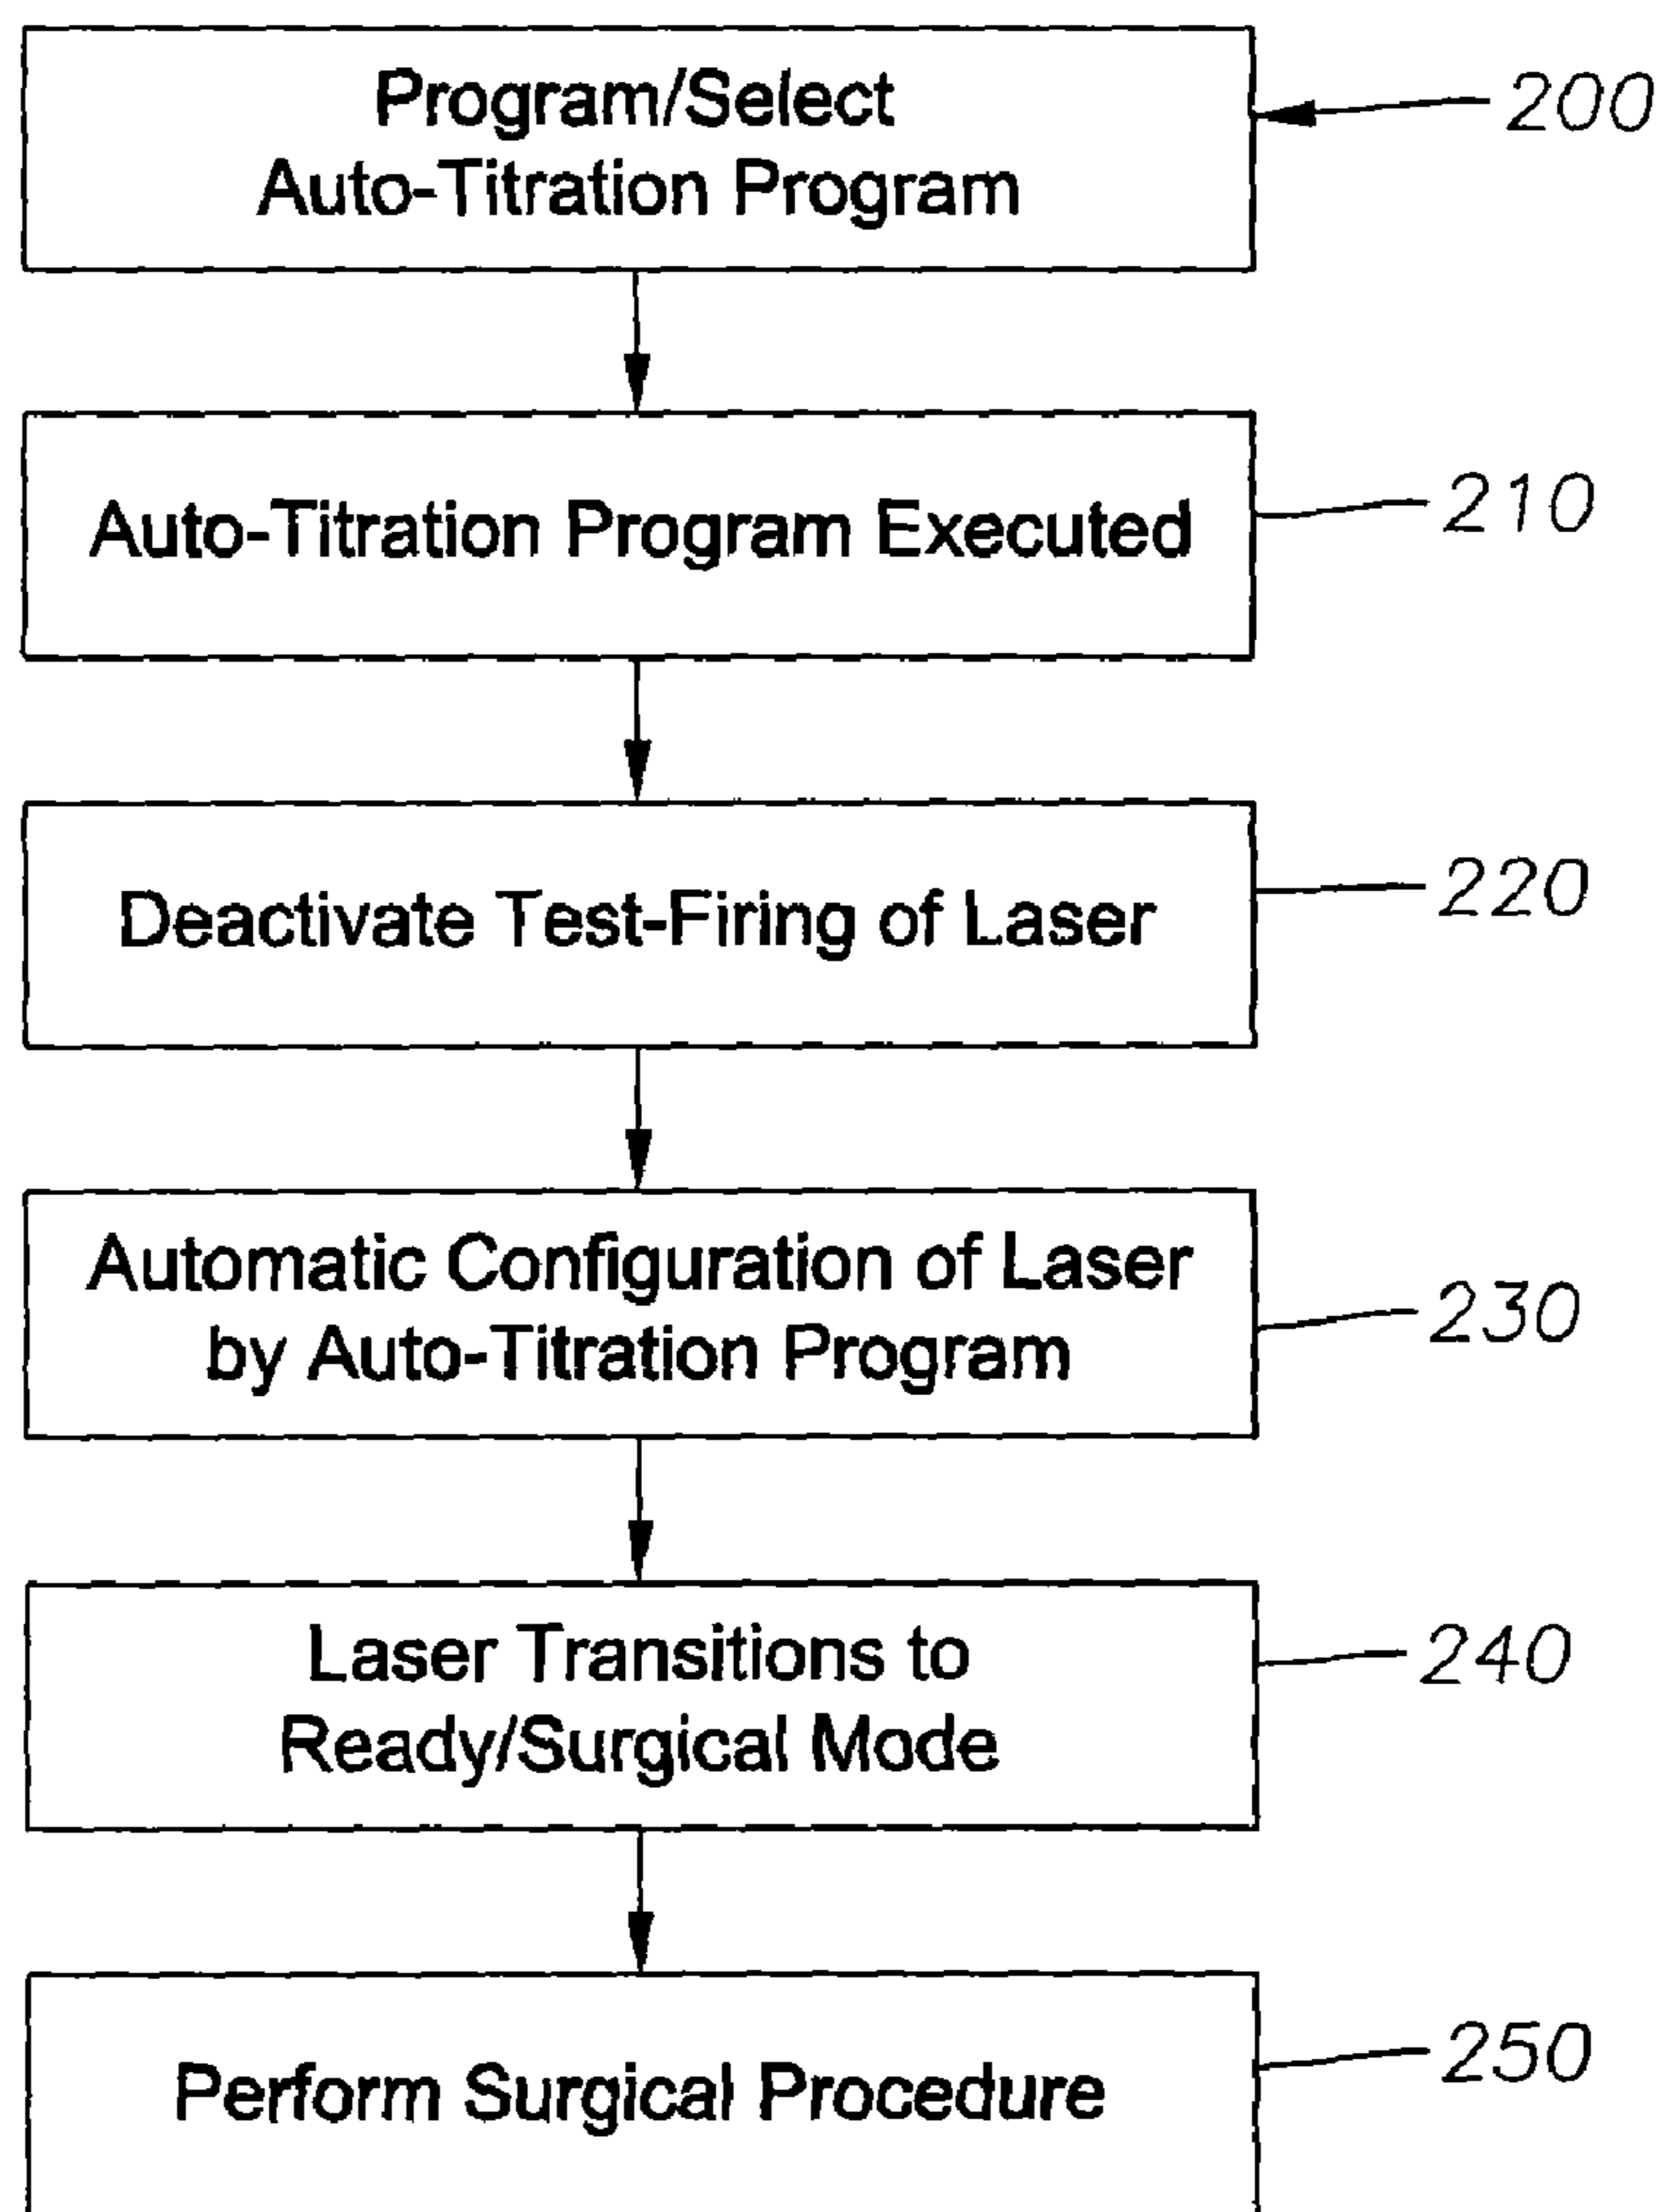 Program/Select
Auto-Titration Program
200
Auto-Titration Program Executed
210
Deactivate Test-Firing of Laser
220
Automatic Configuration of Laser
by Auto-Titration Program
230
Laser Transitions to
Ready/Surgical Mode
240
Perform Surgical Procedure
250